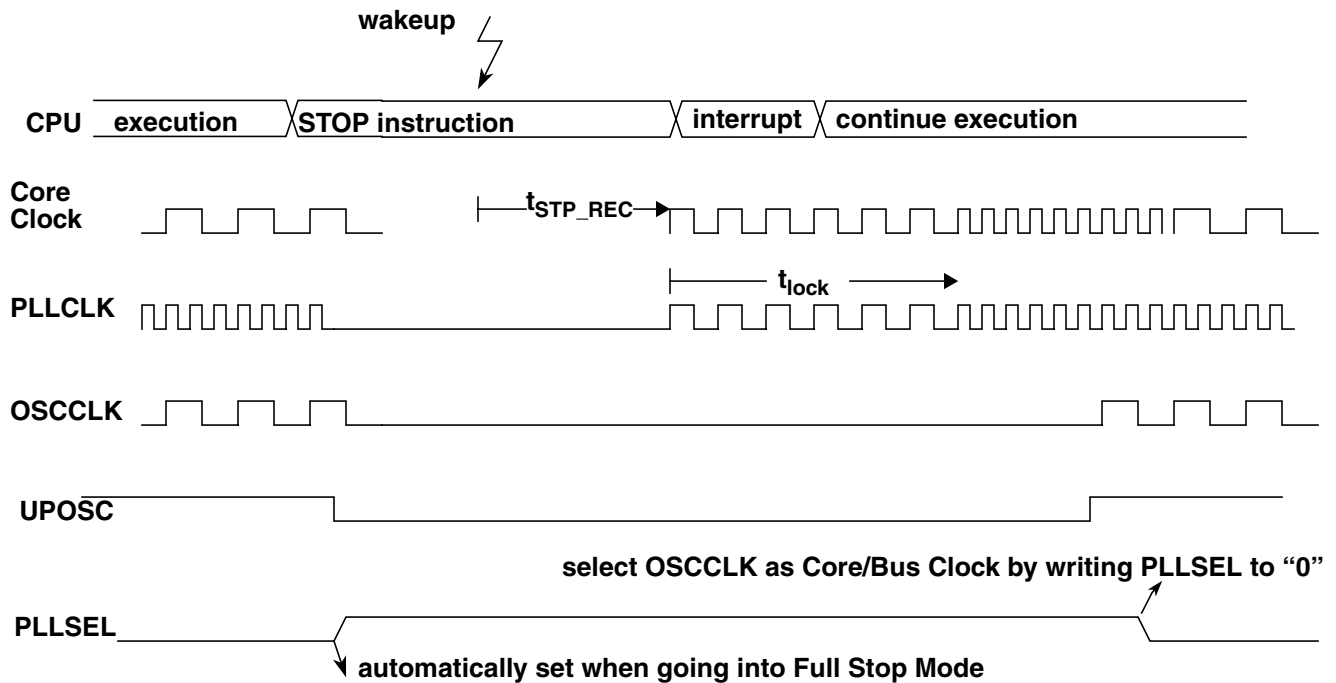 wakeup
CPU execution STOP instruction interrupt continue execution
Core
Clock
tSTP_REC
tlock
PLLCLK
OSCCLK
UPOSC
select OSCCLK as Core/Bus Clock by writing PLLSEL to “0”
PLLSEL
automatically set when going into Full Stop Mode